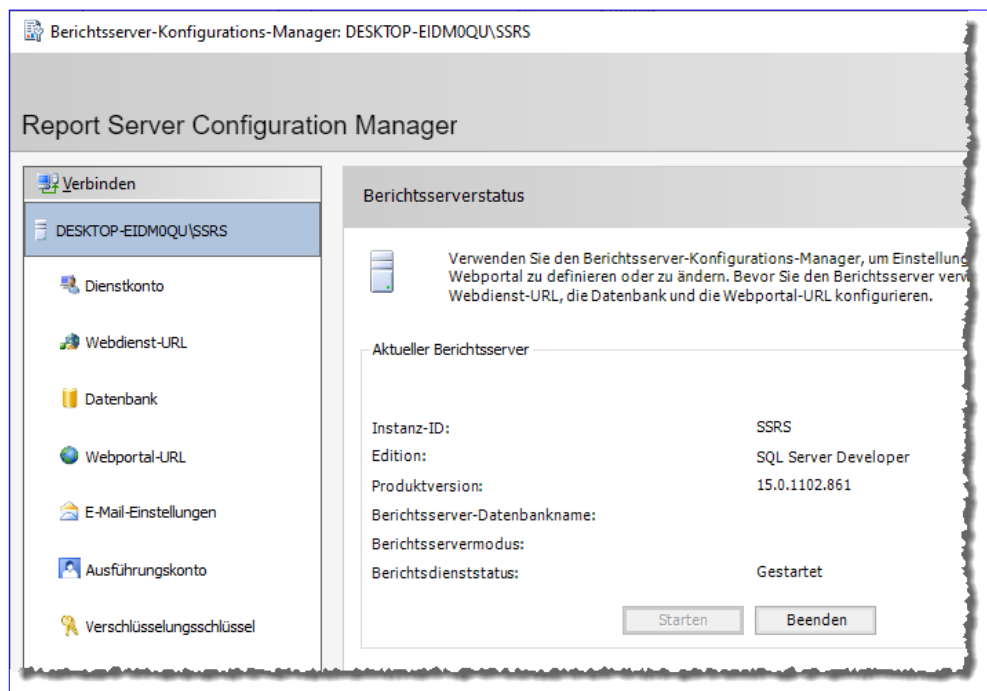 Berichtsserver-Konfigurations-Manager: DESKTOP-EIDM0QU\SSRS
Report Server Configuration Manager
Verbinden
DESKTOP-EIDM0QU\SSRS
Dienstkonto
Webdienst-URL
Datenbank
Webportal-URL
E-Mail-Einstellungen
Ausführungskonto
Verschlüsselungsschlüssel
Berichtsserverstatus
Verwenden Sie den Berichtsserver-Konfigurations-Manager, um Einstellung
Webportal zu definieren oder zu ändern. Bevor Sie den Berichtsserver verw
Webdienst-URL, die Datenbank und die Webportal-URL konfigurieren.
Aktueller Berichtsserver
Instanz-ID: SSRS
Edition: SQL Server Developer
Produktversion: 15.0.1102.861
Berichtsserver-Datenbankname:
Berichtsservermodus:
Berichtsdienststatus: Gestartet
Starten Beenden